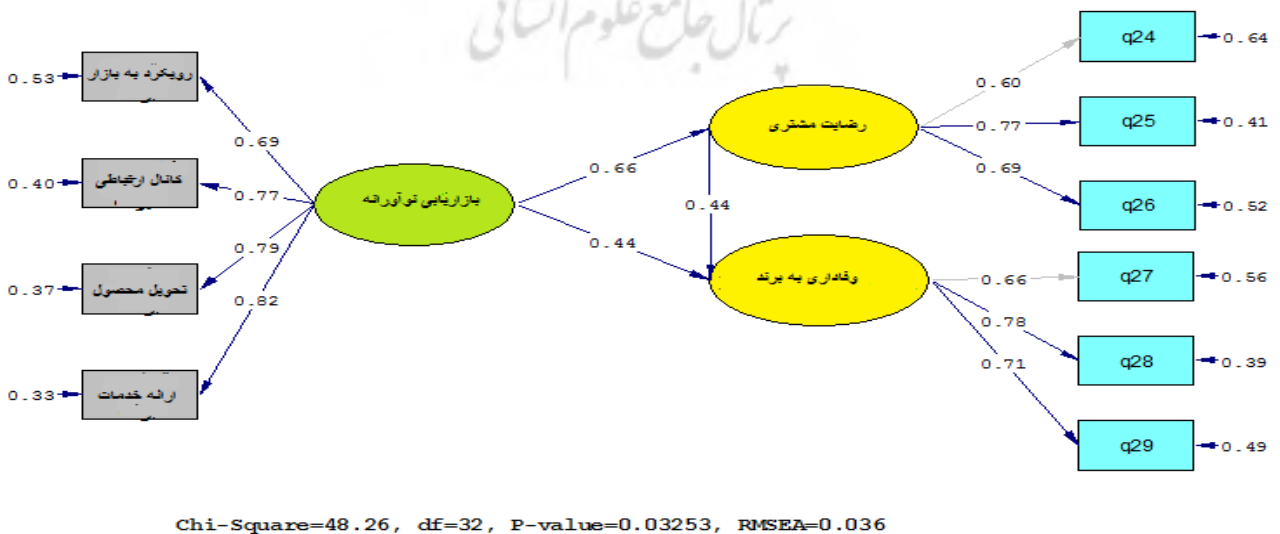 پرتال جامع علوم انسانی
q24
0.64
0.60
رویکرد به بازار
0.53
0.69
q25
0.41
0.77
رضایت مشتری
0.69
0.66
کانال ارتباطی
0.40
0.77
بازاریابی نوآورانه
q26
0.52
0.44
0.44
0.79
تحویل محصول
0.37
وفاداری به برند
0.66
q27
0.56
0.82
0.78
q28
0.39
0.71
ارائه خدمات
0.33
q29
0.49
Chi-Square=48.26, df=32, P-value=0.03253, RMSEA=0.036